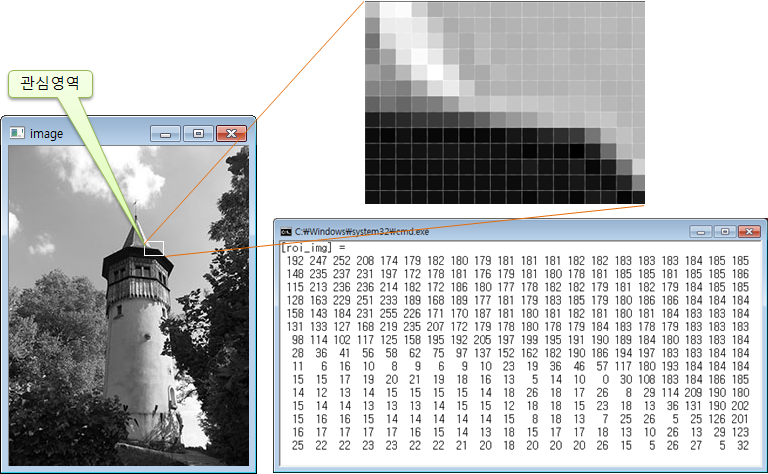 관심영역
image
C:₩Windows₩system32₩cmd.exe
[roi_img] =
192 247 252 208 174 179 182 180 179 181 181 181 182 182 183 183 183 184 185 185
148 235 237 231 197 172 178 181 176 179 181 180 178 181 185 185 181 185 185 186
115 213 236 236 214 182 172 186 180 177 178 182 182 179 183 182 179 184 185 185
128 163 229 251 233 189 168 189 177 181 179 183 185 179 180 186 186 184 184 184
158 143 184 231 255 226 171 170 187 181 180 181 182 181 180 181 184 180 184 184
131 133 127 168 219 235 207 172 179 178 180 178 179 184 183 178 179 183 183 183
98 114 102 117 125 158 195 192 205 197 199 195 191 190 189 184 180 183 183 183
28 36 41 56 58 62 75 97 137 152 162 182 190 186 194 197 183 183 184 184
11 6 16 10 8 9 6 9 10 23 19 36 46 57 117 180 193 184 184 184
15 15 17 19 20 21 19 18 16 13 5 14 10 0 30 108 183 184 186 185
14 12 13 14 15 15 15 15 14 18 26 18 17 26 8 29 114 209 190 180
15 14 14 13 13 13 14 15 15 12 18 18 15 23 18 13 36 131 190 202
15 16 16 15 14 14 14 14 14 15 8 18 13 7 25 26 5 25 126 201
16 17 17 17 17 16 15 14 13 18 15 17 17 18 13 10 26 13 29 123
25 22 22 23 23 22 22 21 20 18 20 20 20 26 15 5 26 27 5 32